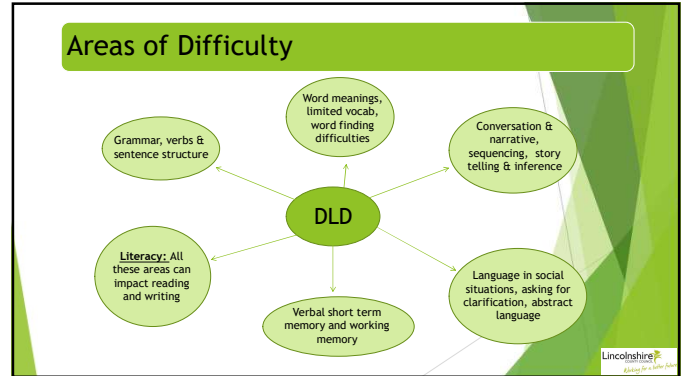 Areas of Difficulty
Word meanings,
limited vocab,
word finding
difficulties
Grammar, verbs &
sentence structure
Conversation &
narrative,
sequencing, story
telling & inference
DLD
Literacy: All
these areas can
impact reading
and writing
Language in social
situations, asking for
clarification, abstract
language
Verbal short term
memory and working
memory
Lincolnshire
COUNTY COUNCIL
Working for a better future